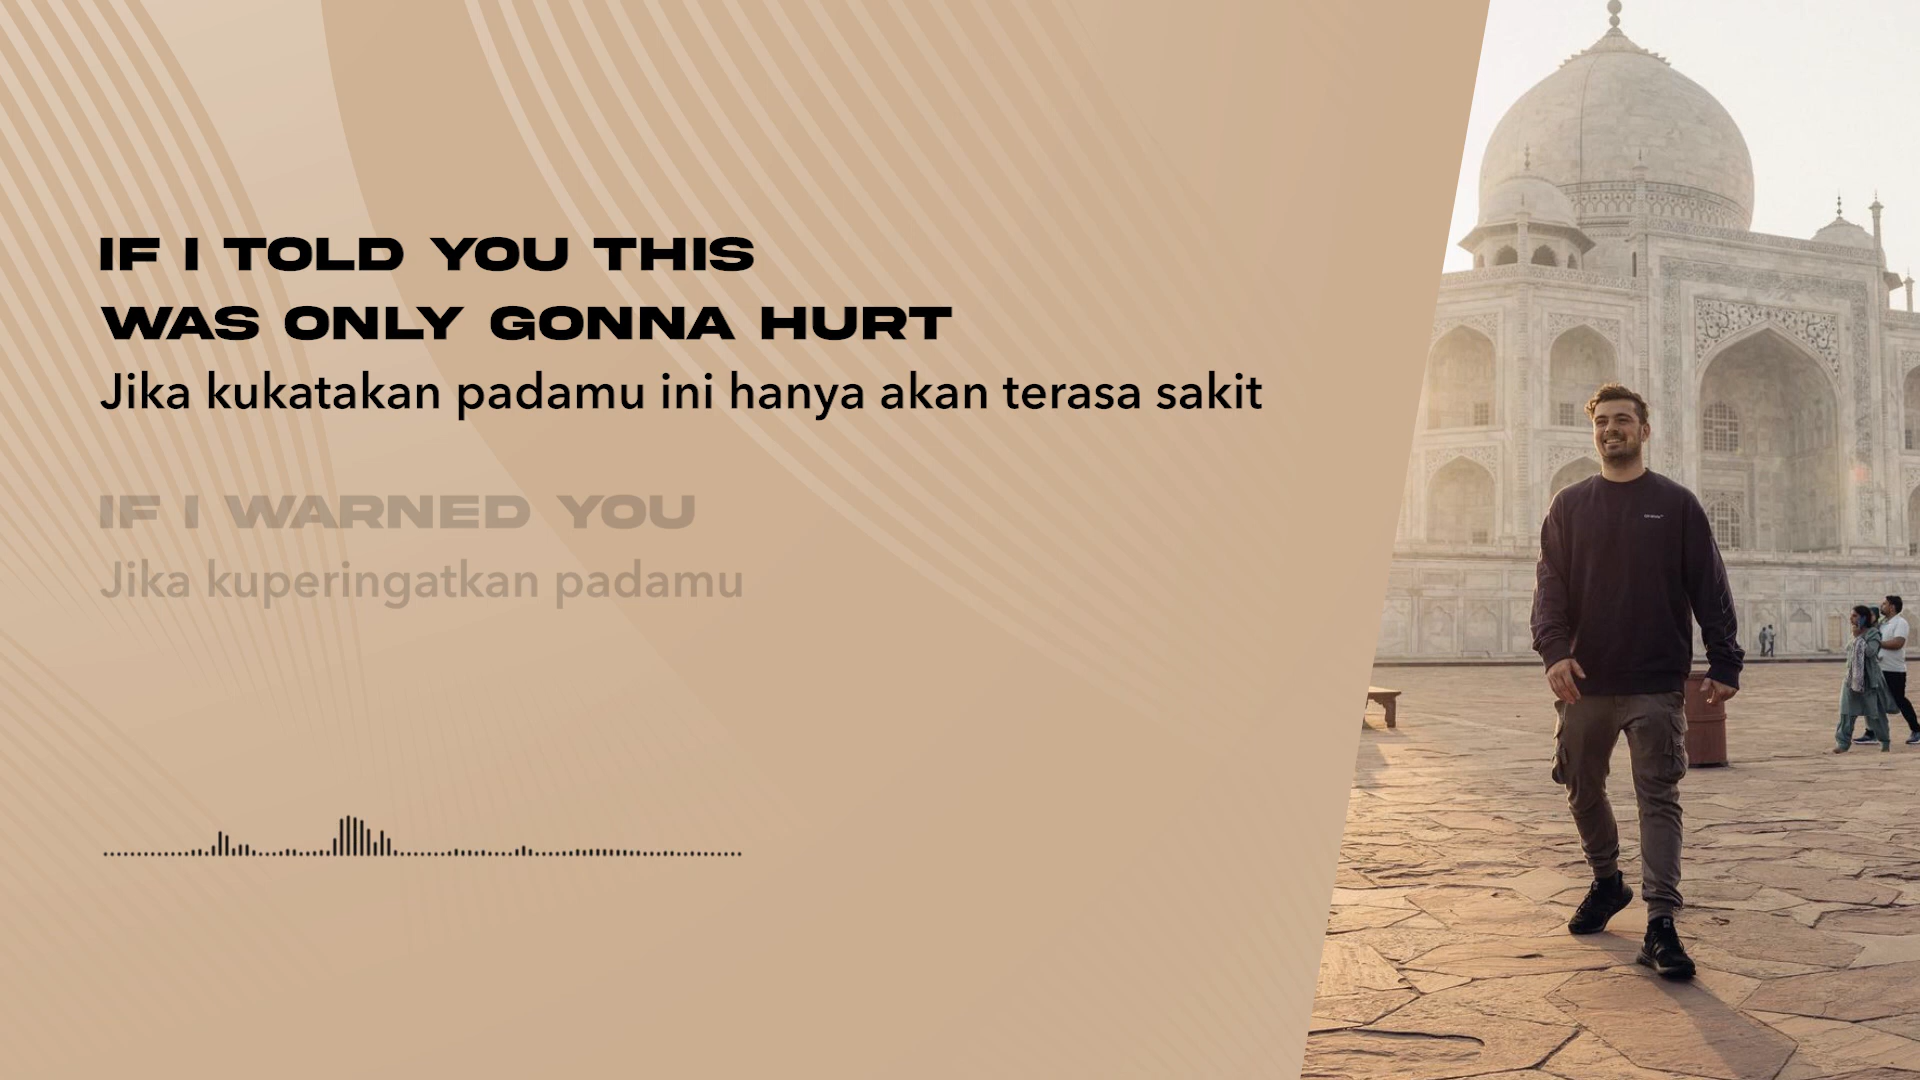 IF I TOLD YOU THIS
WAS ONLY GONNA HURT
Jika kukatakan padamu ini hanya akan terasa sakit
IF I WARNED YOU
Jika kuperingatkan padamu